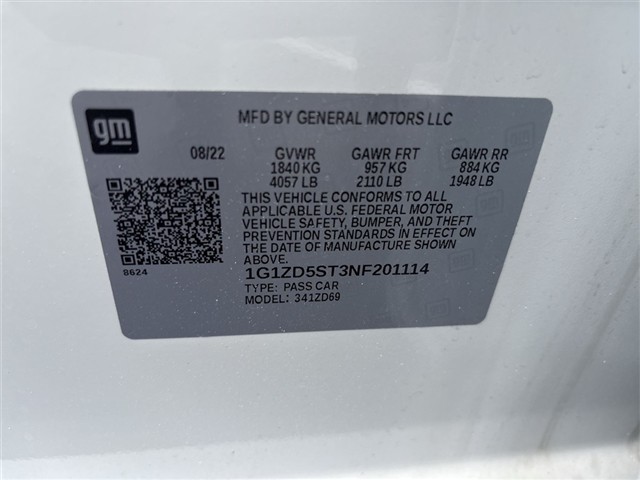 gm
MFD BY GENERAL MOTORS LLC
08/22 GVWR GAWR FRT GAWR RR
1840 KG 957 KG 884 KG
4057 LB 2110 LB 1948 LB
THIS VEHICLE CONFORMS TO ALL
APPLICABLE U.S. FEDERAL MOTOR
VEHICLE SAFETY, BUMPER, AND THEFT
PREVENTION STANDARDS IN EFFECT ON
THE DATE OF MANUFACTURE SHOWN
ABOVE.
8624
1G1ZD5ST3NF201114
TYPE: PASS CAR
MODEL: 341ZD69